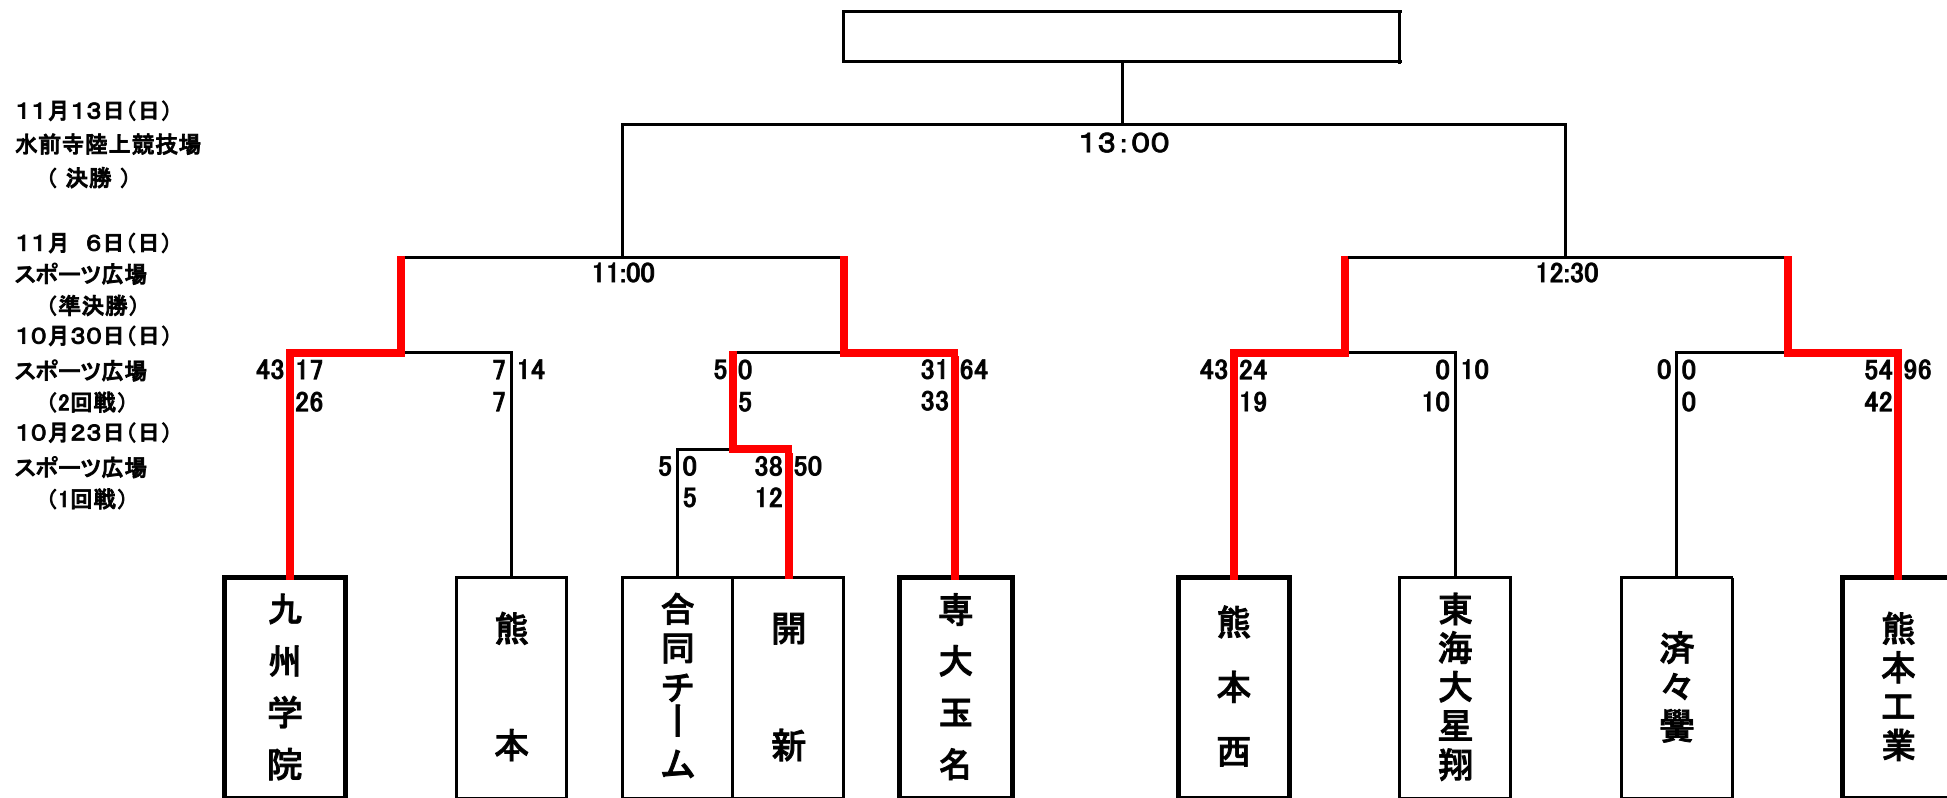 11月13日(日)
水前寺陸上競技場
13:00
( 決勝 )
11月 6日(日)
スポーツ広場
11:00
12:30
(準決勝)
10月30日(日)
スポーツ広場
43 17 7 14 5 0 31 64 43 24 0 10 0 0 54 96
(2回戦)
26 7 5 33 19 10 0 42
10月23日(日)
スポーツ広場
5 0 38 50
(1回戦)
5 12
九州学院
熊本
合同チーム
開新
専大玉名
熊本西
東海大星翔
済々黌
熊本工業